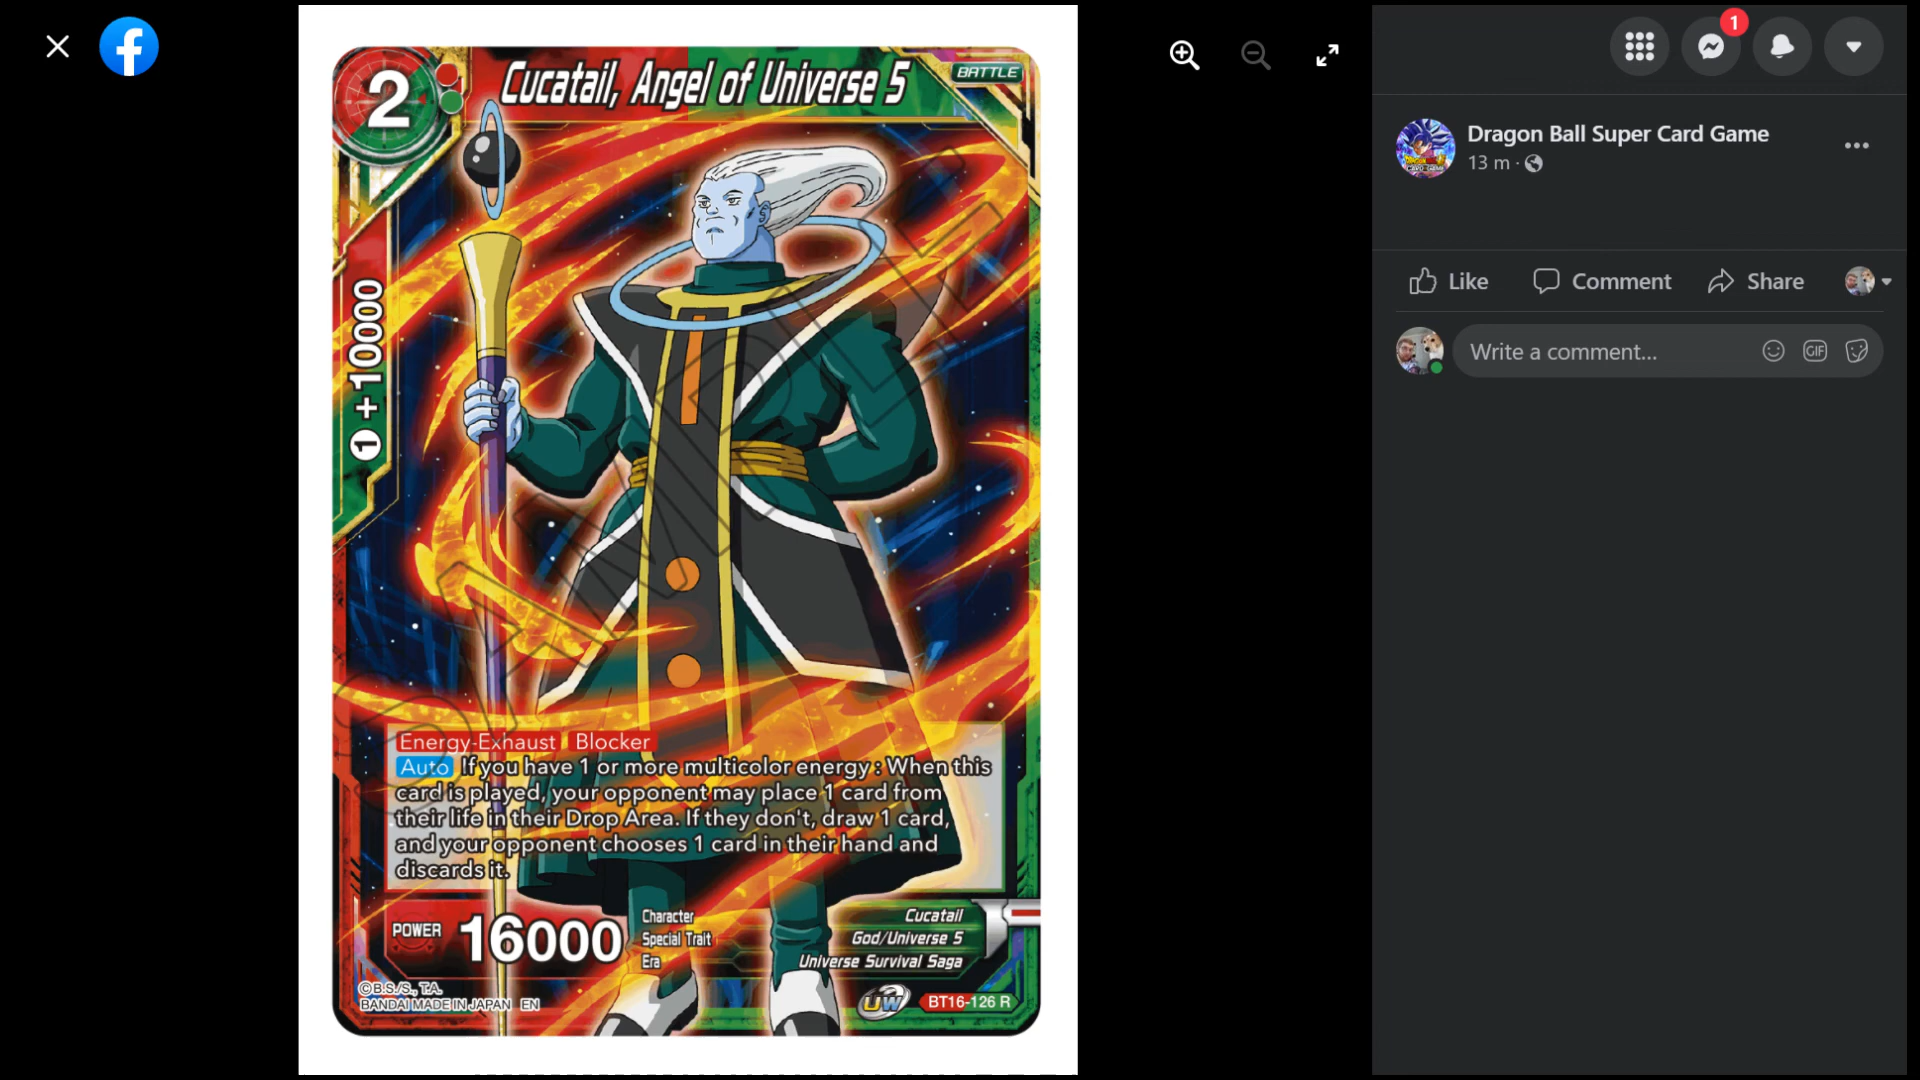 2
Cucatail, Angel of Universe 5
BATTLE
1 + 10000
SAMPLE
Energy-Exhaust Blocker
Auto If you have 1 or more multicolor energy : When this
card is played, your opponent may place 1 card from
their life in their Drop Area. If they don't, draw 1 card,
and your opponent chooses 1 card in their hand and
discards it.
POWER 16000
Character Cucatail
Special Trait God/Universe 5
Era Universe Survival Saga
©B.S./S., T.A.
BANDAI MADE IN JAPAN EN
UW
BT16-126 R
1
Dragon Ball Super Card Game
13 m ·
Like Comment Share
Write a comment...
GIF